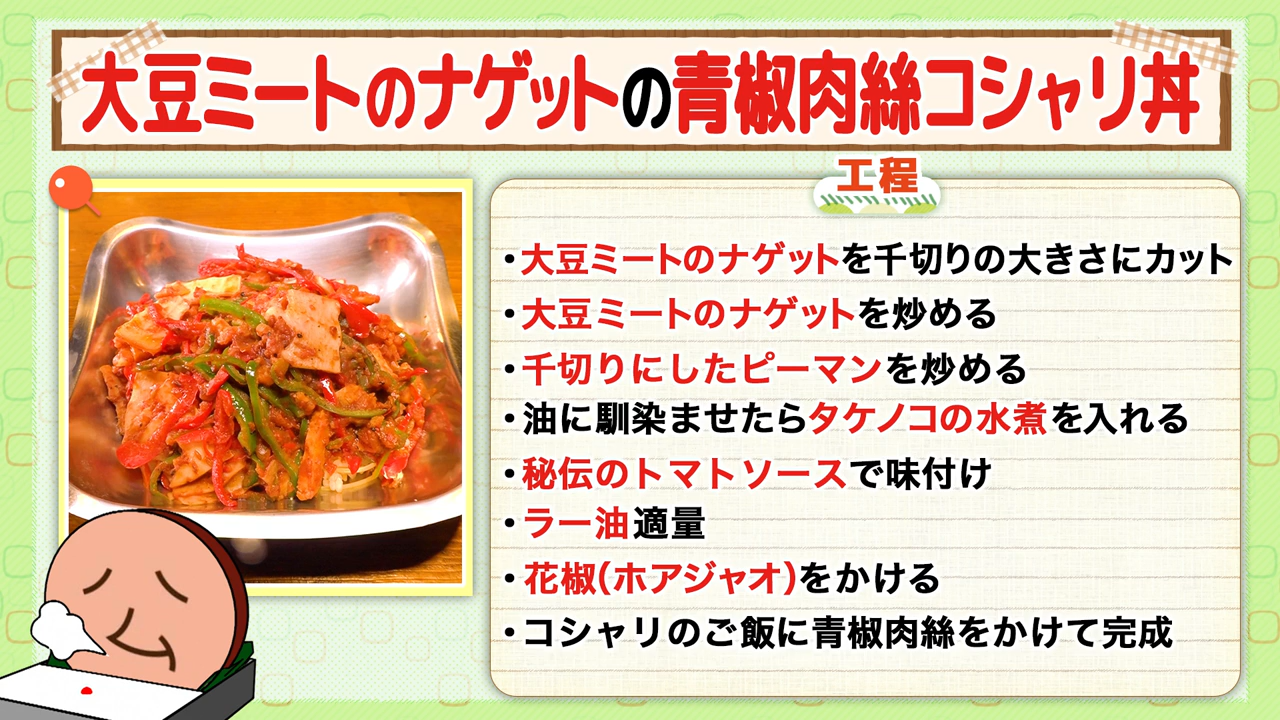 大豆ミートのナゲットの青椒肉絲コシャリ丼
工程
・大豆ミートのナゲットを千切りの大きさにカット
・大豆ミートのナゲットを炒める
・千切りにしたピーマンを炒める
・油に馴染ませたらタケノコの水煮を入れる
・秘伝のトマトソースで味付け
・ラー油適量
・花椒(ホアジャオ)をかける
・コシャリのご飯に青椒肉絲をかけて完成